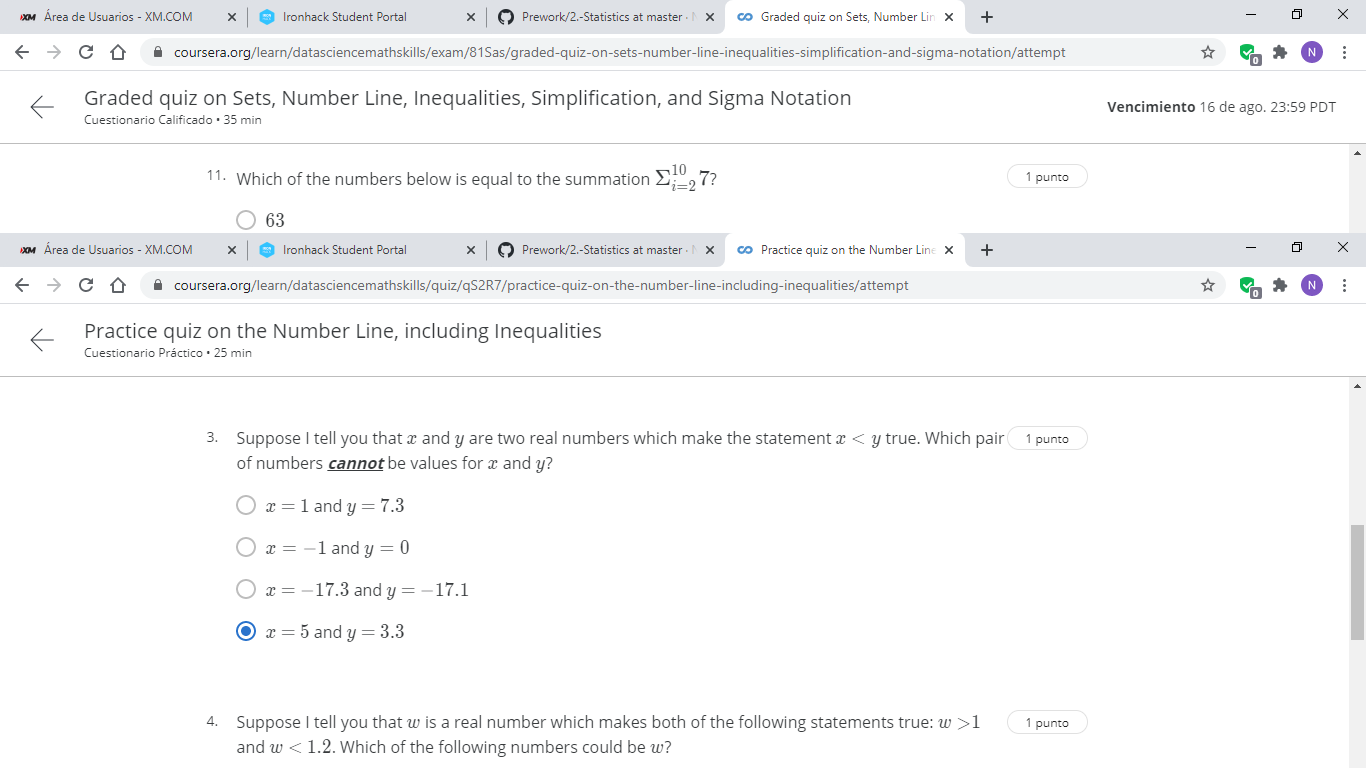 XM Área de Usuarios - XM.COM
Ironhack Student Portal
Prework/2.-Statistics at master ·
Graded quiz on Sets, Number Lin
coursera.org/learn/datasciencemathskills/exam/81Sas/graded-quiz-on-sets-number-line-inequalities-simplification-and-sigma-notation/attempt
0
N
Graded quiz on Sets, Number Line, Inequalities, Simplification, and Sigma Notation
Cuestionario Calificado • 35 min
Vencimiento 16 de ago. 23:59 PDT
11. Which of the numbers below is equal to the summation Σ_{i=2}^{10} 7?
1 punto
63
XM Área de Usuarios - XM.COM
Ironhack Student Portal
Prework/2.-Statistics at master ·
Practice quiz on the Number Line
coursera.org/learn/datasciencemathskills/quiz/qS2R7/practice-quiz-on-the-number-line-including-inequalities/attempt
0
N
Practice quiz on the Number Line, including Inequalities
Cuestionario Práctico • 25 min
3. Suppose I tell you that x and y are two real numbers which make the statement x < y true. Which pair
1 punto
of numbers cannot be values for x and y?
x = 1 and y = 7.3
x = −1 and y = 0
x = −17.3 and y = −17.1
x = 5 and y = 3.3
4. Suppose I tell you that w is a real number which makes both of the following statements true: w >1
1 punto
and w < 1.2. Which of the following numbers could be w?